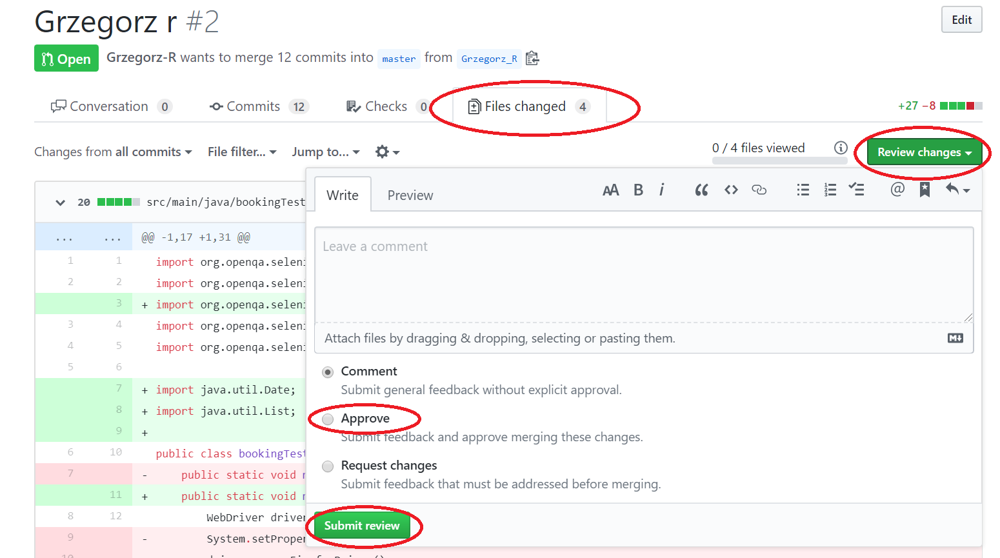 Grzegorz r #2
Edit
Open Grzegorz-R wants to merge 12 commits into master from Grzegorz_R
Conversation 0 Commits 12 Checks 0 Files changed 4 +27 −8
Changes from all commits File filter... Jump to... 0 / 4 files viewed Review changes
20 src/main/java/bookingTest
Write Preview
Leave a comment
Attach files by dragging & dropping, selecting or pasting them.
Comment
Submit general feedback without explicit approval.
Approve
Submit feedback and approve merging these changes.
Request changes
Submit feedback that must be addressed before merging.
Submit review
... ... @@ -1,17 +1,31 @@
1 1 import org.openqa.seleni
2 2 import org.openqa.seleni
3 + import org.openqa.seleni
3 4 import org.openqa.seleni
4 5 import org.openqa.seleni
5 6
7 + import java.util.Date;
8 + import java.util.List;
9 +
6 10 public class bookingTest
7 - public static void
11 + public static void
8 12 WebDriver driver
9 - System.setProper
10